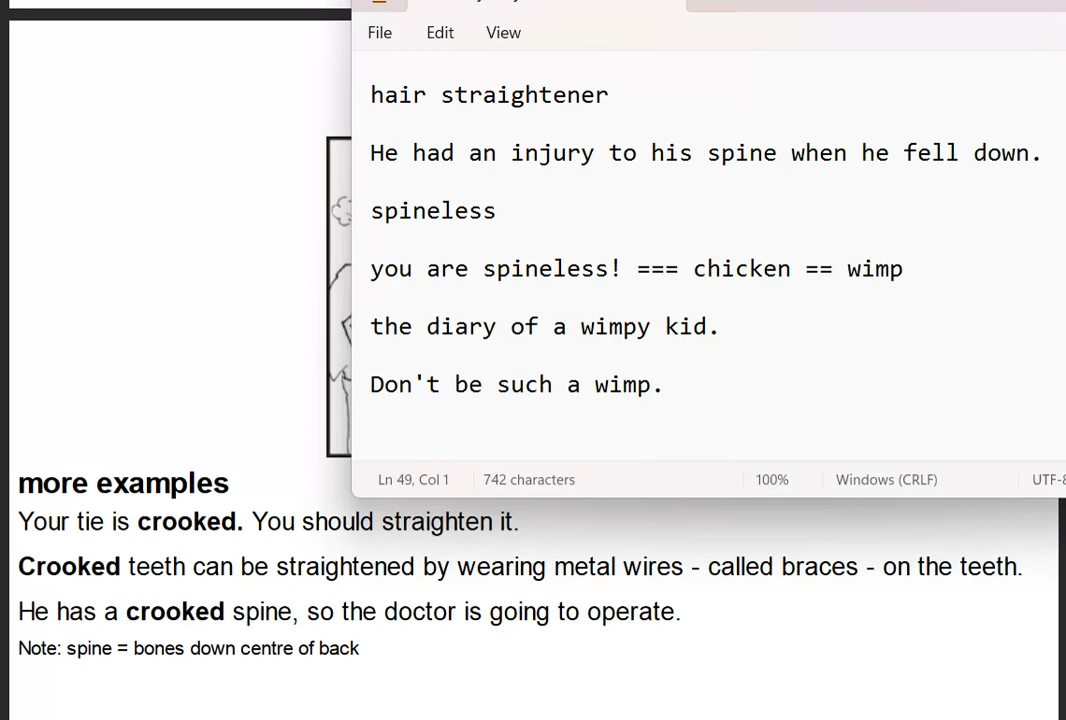 File Edit View
hair straightener
He had an injury to his spine when he fell down.
spineless
you are spineless! === chicken == wimp
the diary of a wimpy kid.
Don't be such a wimp.
Ln 49, Col 1 742 characters 100% Windows (CRLF) UTF-8
more examples
Your tie is crooked. You should straighten it.
Crooked teeth can be straightened by wearing metal wires - called braces - on the teeth.
He has a crooked spine, so the doctor is going to operate.
Note: spine = bones down centre of back